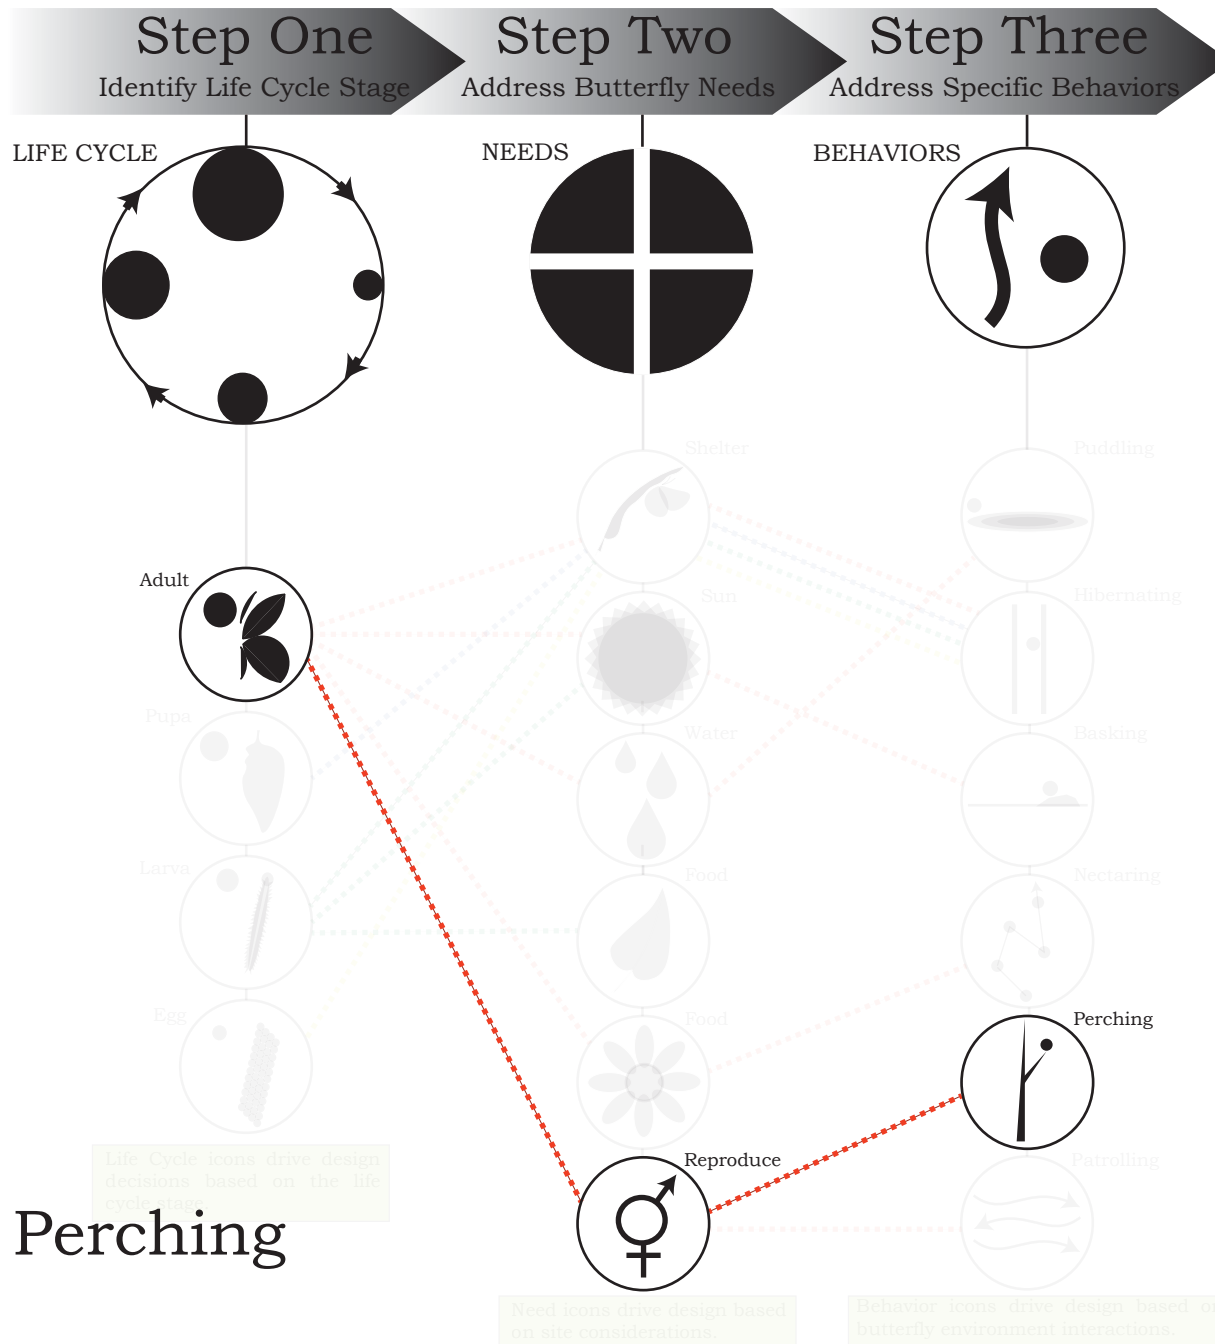 Step One
Identify Life Cycle Stage
Step Two
Address Butterfly Needs
Step Three
Address Specific Behaviors
LIFE CYCLE
NEEDS
BEHAVIORS
Shelter
Puddling
Adult
Sun
Hibernating
Pupa
Water
Basking
Larva
Food
Nectaring
Egg
Food
Perching
Life Cycle icons drive design
decisions based on the life
cycle stage.
Reproduce
Patrolling
Perching
Need icons drive design based
on site considerations.
Behavior icons drive design based on
butterfly environment interactions.